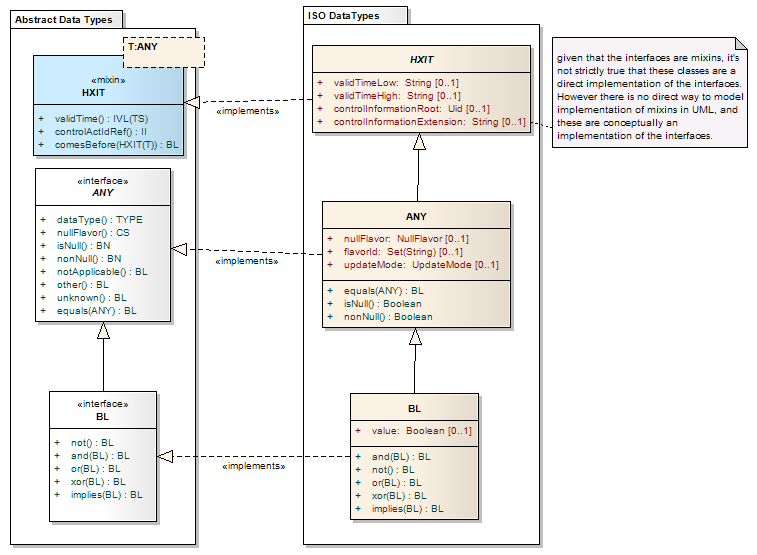 Abstract Data Types
T:ANY
«mixin»
HXIT
+ validTime() : IVL(TS)
+ controlActIdRef() : II
+ comesBefore(HXIT(T)) : BL
«interface»
ANY
+ dataType() : TYPE
+ nullFlavor() : CS
+ isNull() : BN
+ nonNull() : BN
+ notApplicable() : BL
+ other() : BL
+ unknown() : BL
+ equals(ANY) : BL
«interface»
BL
+ not() : BL
+ and(BL) : BL
+ or(BL) : BL
+ xor(BL) : BL
+ implies(BL) : BL
«implements»
«implements»
«implements»
ISO DataTypes
HXIT
+ validTimeLow: String [0..1]
+ validTimeHigh: String [0..1]
+ controlInformationRoot: Uid [0..1]
+ controlInformationExtension: String [0..1]
ANY
+ nullFlavor: NullFlavor [0..1]
+ flavorId: Set(String) [0..1]
+ updateMode: UpdateMode [0..1]
+ equals(ANY) : BL
+ isNull() : Boolean
+ nonNull() : Boolean
BL
+ value: Boolean [0..1]
+ and(BL) : BL
+ not() : BL
+ or(BL) : BL
+ xor(BL) : BL
+ implies(BL) : BL
given that the interfaces are mixins, it's
not strictly true that these classes are a
direct implementation of the interfaces.
However there is no direct way to model
implementation of mixins in UML, and
these are conceptually an
implementation of the interfaces.